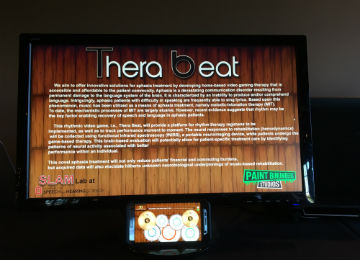 Thera beat
We aim to offer innovative solutions for aphasia treatment by developing home-based video gaming therapy that is
accessible and affordable to the patient community. Aphasia is a devastating communication disorder resulting from
permanent damage to the language system of the brain. It is characterized by an inability to produce and/or comprehend
language. Intriguingly, aphasic patients with difficulty in speaking are frequently able to sing lyrics. Based upon this
phenomenon, music has been utilized as a means of aphasia treatment, namely melodic intonation therapy (MIT).
To date, the mechanisms of MIT are largely elusive. However, recent evidence suggests that rhythm may be
the key factor enabling recovery of speech and language in aphasic patients.
This rhythmic video game, i.e., Thera Beat, will provide a platform for rhythm therapy regimens to be
implemented, as well as to track performance moment to moment. The neural responses to rehabilitation (hemodynamics)
will be collected using functional infrared spectroscopy (fNIRS), a portable neuroimaging device, while patients undergo the
game-based therapy. This brain-based evaluation will potentially allow for patient-specific treatment care by identifying
patterns of neural activity associated with better
performance within an individual.
This novel aphasia treatment will not only reduce patients' financial and commuting burdens,
but acquired data will also elucidate hitherto unknown neurobiological underpinnings of music-based rehabilitation.
SLAM Lab at
SPEECH & HEARING SCIENCE
PAINT BRUNDLES
STUDIOS